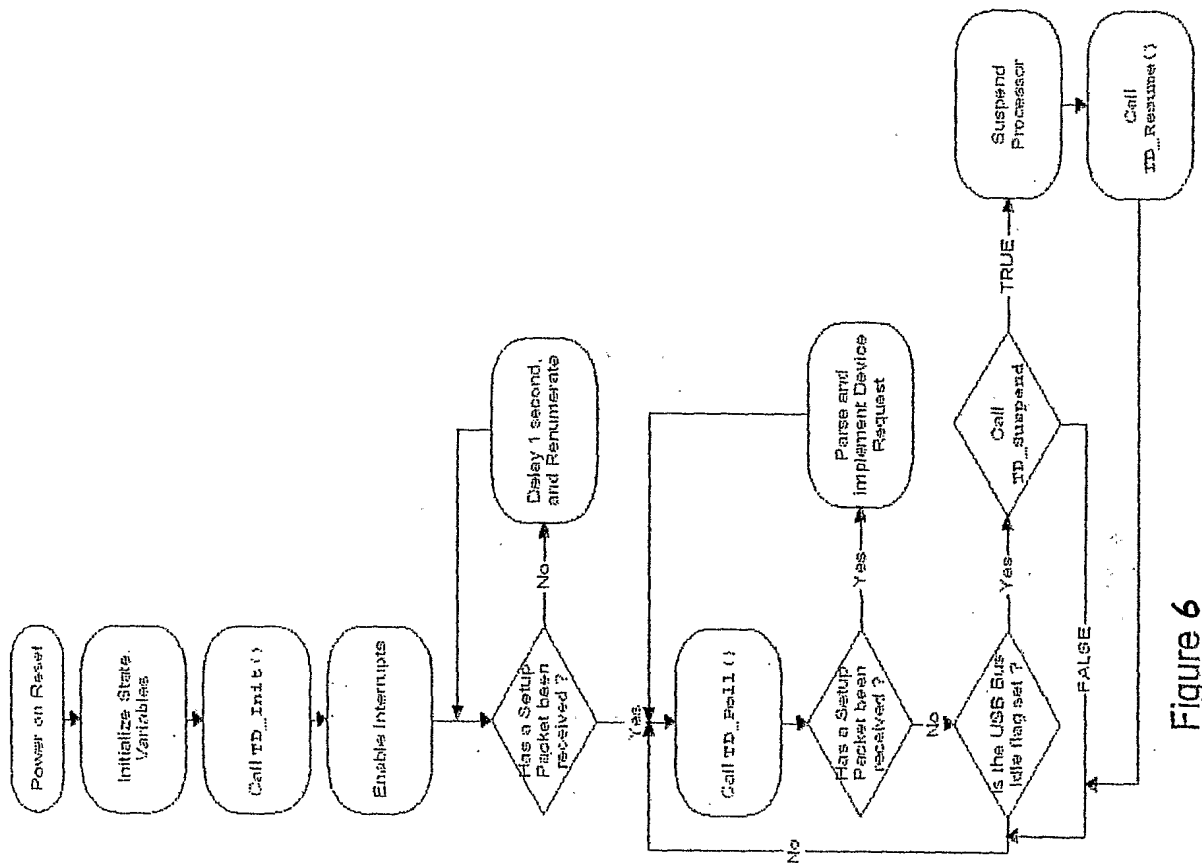 Power on Reset
Initialize State.
Variables
Call TD_Init()
Enable Interrupts
Has a Setup
Packet been
received ?
No
Delay 1 second,
and Renumerate
Yes
Call TD_Poll()
Has a Setup
Packet been
received ?
Yes
Parse and
implement Device
Request
No
Is the USB Bus
Idle flag set ?
Yes
Call
TD_Suspend
TRUE
Suspend
Processor
Call
TD_Resume()
FALSE
No
Figure 6